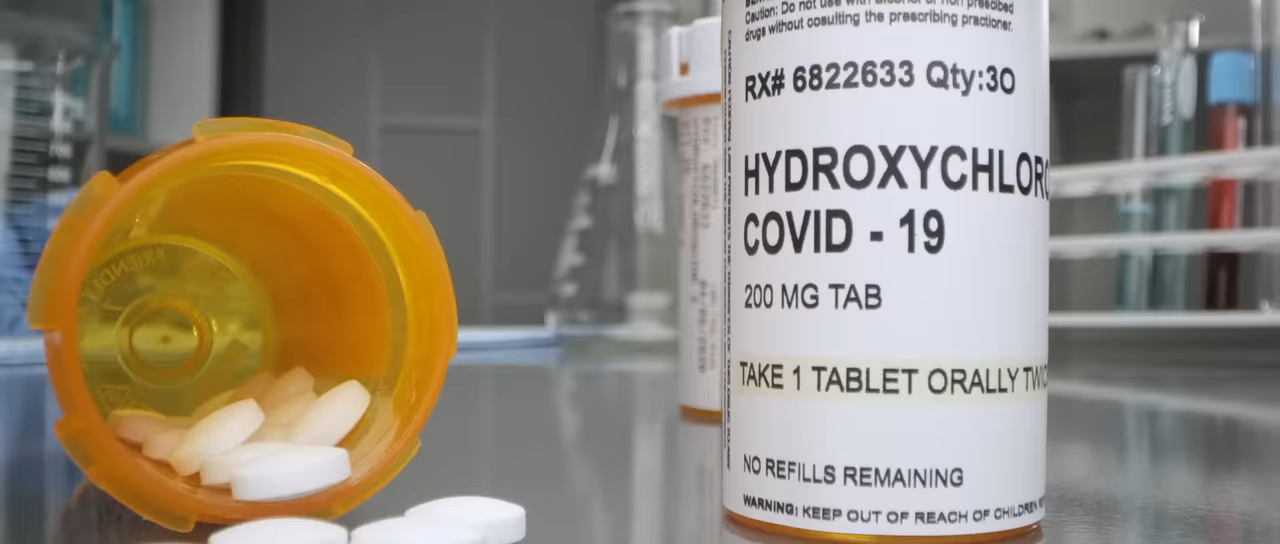 Caution: Do not use with alcohol or non prescibed
drugs without cosulting the prescribing practioner.
RX# 6822633 Qty:30
HYDROXYCHLORO
COVID - 19
200 MG TAB
TAKE 1 TABLET ORALLY TWIC
NO REFILLS REMAINING
WARNING: KEEP OUT OF REACH OF CHILDREN